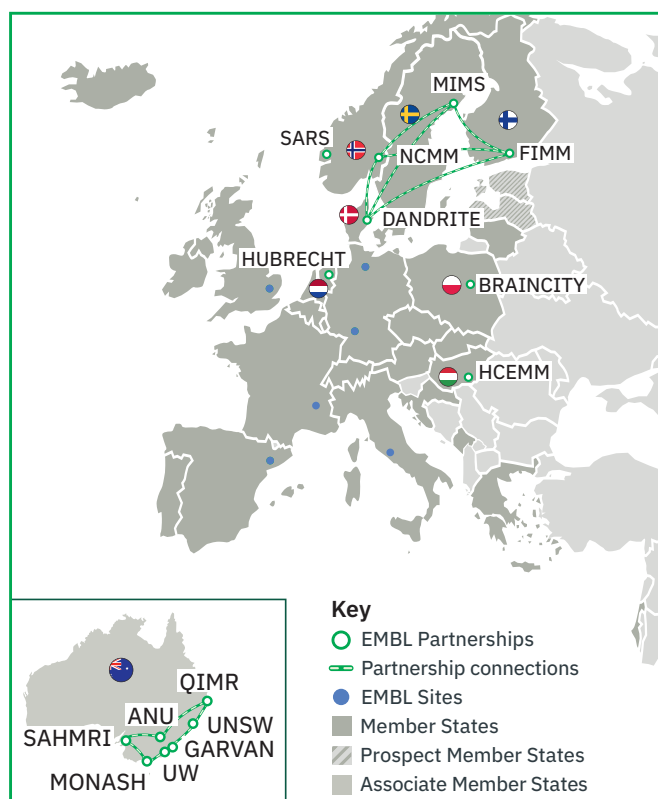 MIMS
SARS
NCMM
FIMM
DANDRITE
HUBRECHT
BRAINCITY
HCEMM
QIMR
ANU
UNSW
SAHMRI
GARVAN
UW
MONASH
Key
EMBL Partnerships
Partnership connections
EMBL Sites
Member States
Prospect Member States
Associate Member States